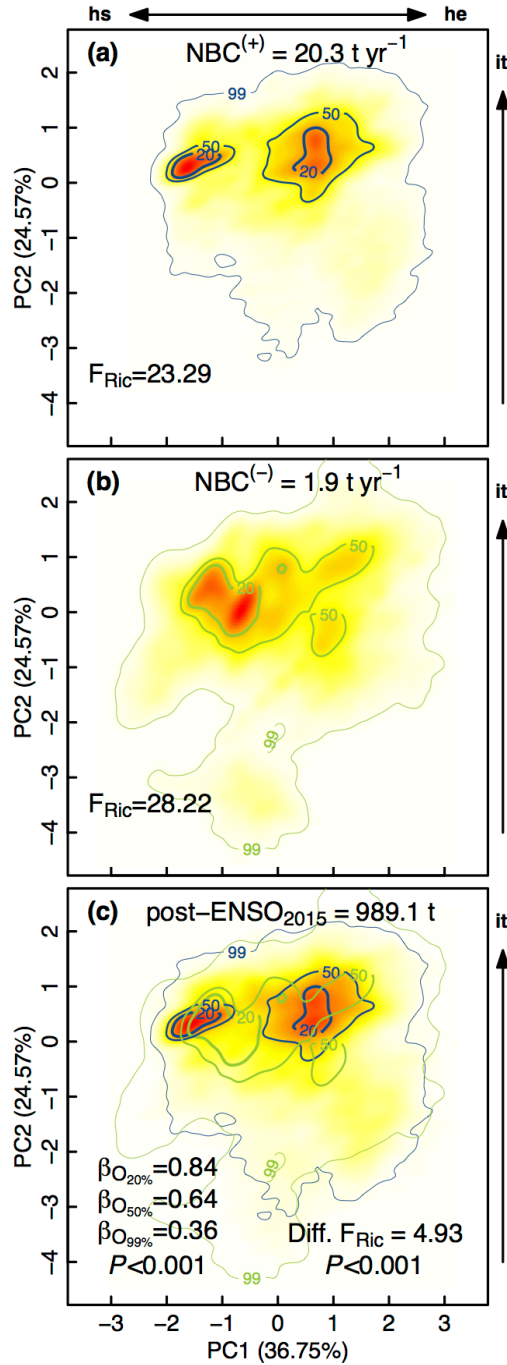 hs he
(a) NBC(+) = 20.3 t yr−1
it
99
50
50
20
20
2
1
0
−1
−2
−3
−4
PC2 (24.57%)
FRic=23.29
(b) NBC(−) = 1.9 t yr−1
it
50
20
50
99
99
2
1
0
−1
−2
−3
−4
PC2 (24.57%)
FRic=28.22
(c) post−ENSO2015 = 989.1 t
it
99
50
50
50
20
20
20
50
99
99
2
1
0
−1
−2
−3
−4
PC2 (24.57%)
βO20%=0.84
βO50%=0.64
βO99%=0.36
P<0.001
Diff. FRic = 4.93
P<0.001
−3 −2 −1 0 1 2 3
PC1 (36.75%)